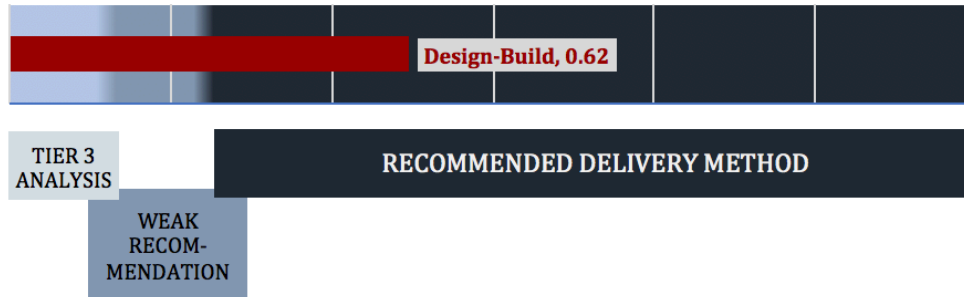 Design-Build, 0.62
TIER 3
ANALYSIS
RECOMMENDED DELIVERY METHOD
WEAK
RECOM-
MENDATION